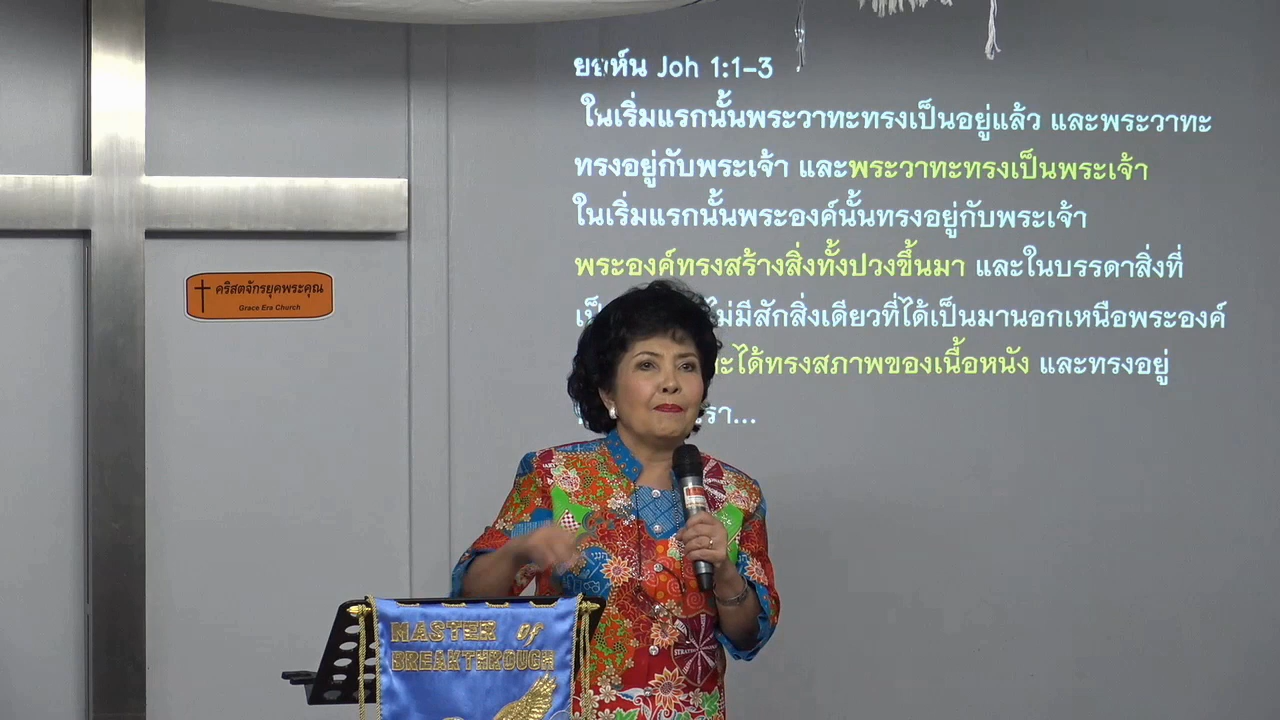 ยอห์น Joh 1:1-3
ในเริ่มแรกนั้นพระวาทะทรงเป็นอยู่แล้ว และพระวาทะ
ทรงอยู่กับพระเจ้า และพระวาทะทรงเป็นพระเจ้า
ในเริ่มแรกนั้นพระองค์นั้นทรงอยู่กับพระเจ้า
พระองค์ทรงสร้างสิ่งทั้งปวงขึ้นมา และในบรรดาสิ่งที่
ไม่มีสักสิ่งเดียวที่ได้เป็นมานอกเหนือพระองค์
ได้ทรงสภาพของเนื้อหนัง และทรงอยู่
คริสตจักรยุคพระคุณ
Grace Era Church
MASTER of
BREAKTHROUGH